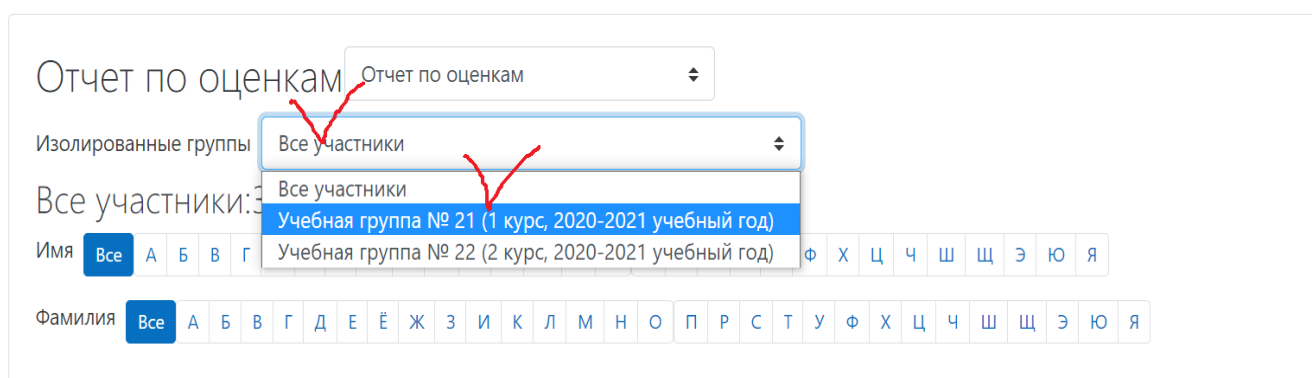 Отчет по оценкам
Отчет по оценкам
Изолированные группы
Все участники
Все участники
Все участники:
Учебная группа № 21 (1 курс, 2020-2021 учебный год)
Учебная группа № 22 (2 курс, 2020-2021 учебный год)
Имя Все А Б В Г Ф Х Ц Ч Ш Щ Э Ю Я
Фамилия Все А Б В Г Д Е Ё Ж З И К Л М Н О П Р С Т У Ф Х Ц Ч Ш Щ Э Ю Я